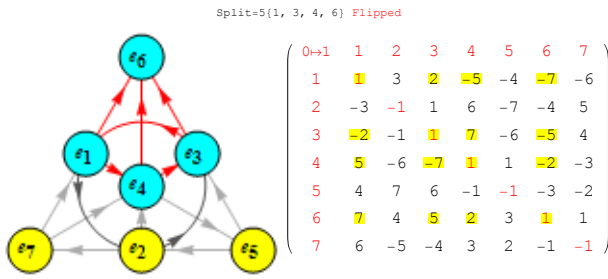 Split=5{1, 3, 4, 6} Flipped
e6
e1
e3
e4
e7
e2
e5
0↦1 1 2 3 4 5 6 7
1 1 3 2 -5 -4 -7 -6
2 -3 -1 1 6 -7 -4 5
3 -2 -1 1 7 -6 -5 4
4 5 -6 -7 1 1 -2 -3
5 4 7 6 -1 -1 -3 -2
6 7 4 5 2 3 1 1
7 6 -5 -4 3 2 -1 -1